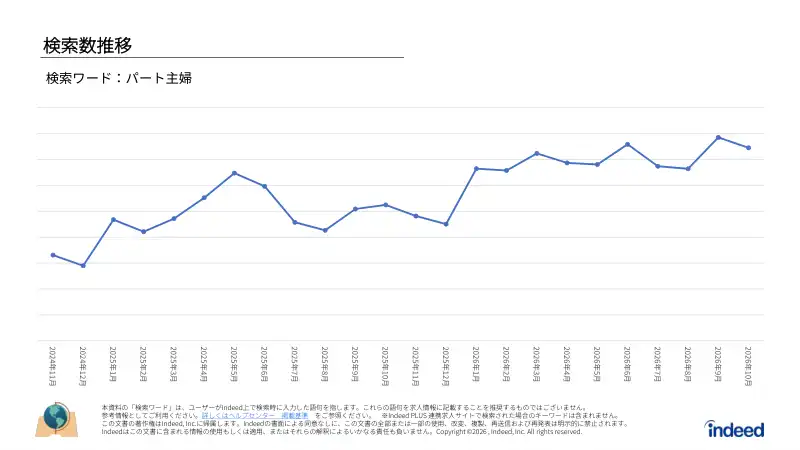 検索数推移
検索ワード：パート主婦
2024年11月
2024年12月
2025年1月
2025年2月
2025年3月
2025年4月
2025年5月
2025年6月
2025年7月
2025年8月
2025年9月
2025年10月
2025年11月
2025年12月
2026年1月
2026年2月
2026年3月
2026年4月
2026年5月
2026年6月
2026年7月
2026年8月
2026年9月
2026年10月
本資料の「検索ワード」は、ユーザーがIndeed上で検索時に入力した語句を指します。これらの語句を求人情報に記載することを推奨するものではございません。
参考情報としてご利用ください。詳しくはヘルプセンター 掲載基準 をご参照ください。 ※Indeed PLUS 連携求人サイトで検索された場合のキーワードは含まれません。
この文書の著作権はIndeed, Inc.に帰属します。Indeedの書面による同意なしに、この文書の全部または一部の使用、改変、複製、再送信および再発表は明示的に禁止されます。
Indeedはこの文書に含まれる情報の使用もしくは適用、またはそれらの解釈によるいかなる責任も負いません。Copyright ©2026 , Indeed, Inc. All rights reserved.
indeed